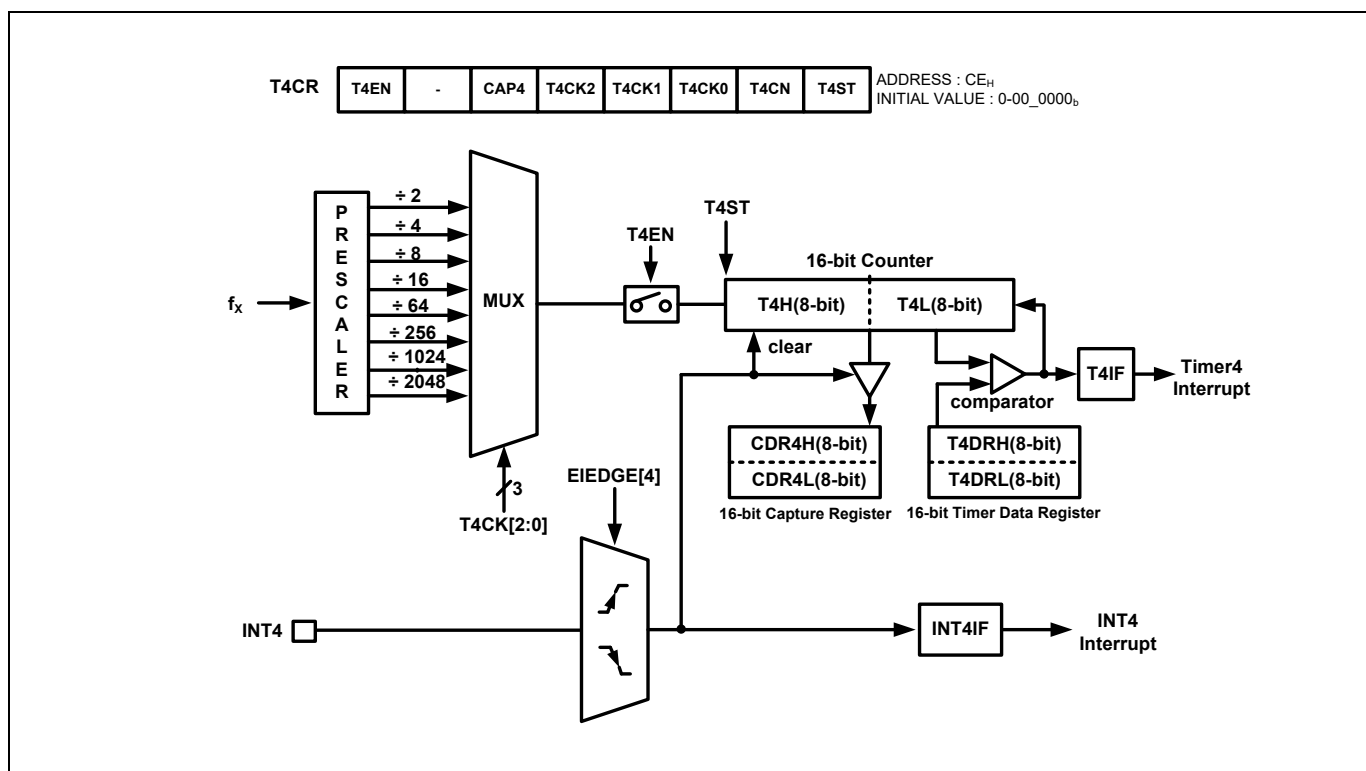 T4CR T4EN - CAP4 T4CK2 T4CK1 T4CK0 T4CN T4ST
ADDRESS : CEH
INITIAL VALUE : 0-00_0000b
fX
PRESCALER
÷ 2
÷ 4
÷ 8
÷ 16
÷ 64
÷ 256
÷ 1024
÷ 2048
MUX
3
T4CK[2:0]
T4EN
T4ST
16-bit Counter
T4H(8-bit) T4L(8-bit)
clear
comparator
T4IF
Timer4
Interrupt
CDR4H(8-bit)
CDR4L(8-bit)
16-bit Capture Register
T4DRH(8-bit)
T4DRL(8-bit)
16-bit Timer Data Register
EIEDGE[4]
INT4
INT4IF
INT4
Interrupt